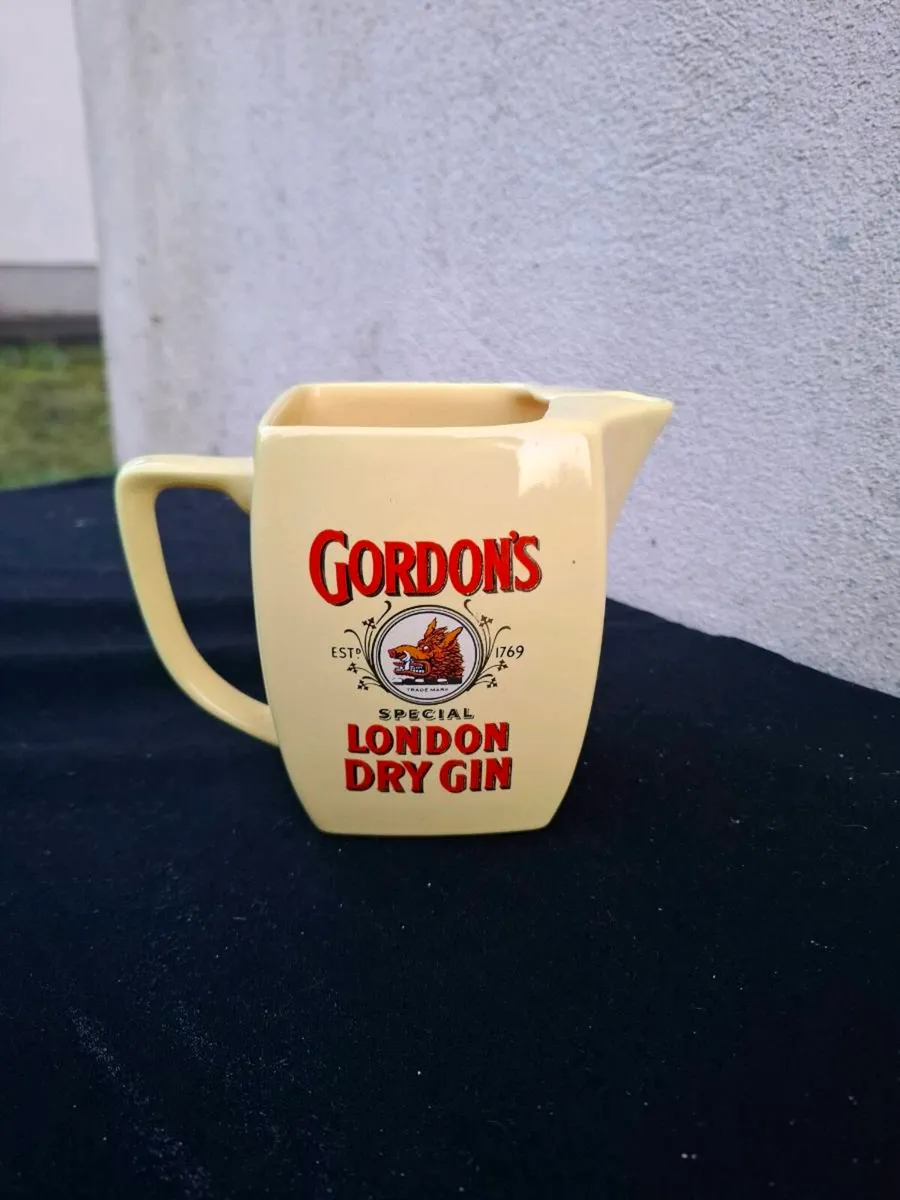 GORDON'S
ESTD 1769
TRADE MARK
SPECIAL
LONDON
DRY GIN